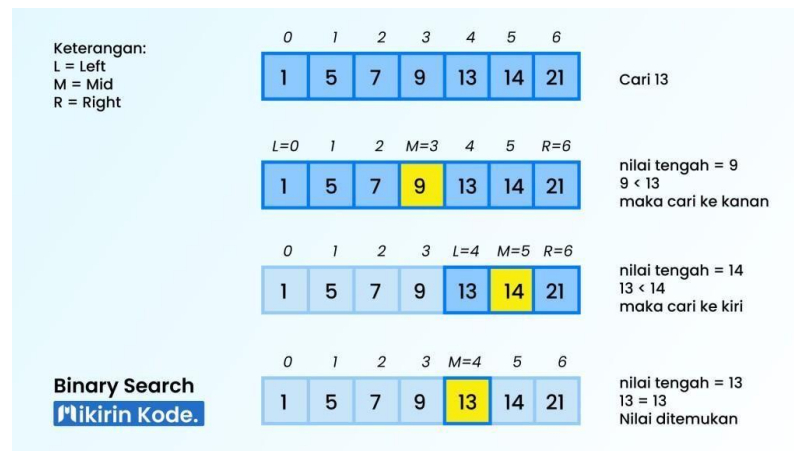 Keterangan:
L = Left
M = Mid
R = Right
0 1 2 3 4 5 6
1 5 7 9 13 14 21
Cari 13
L=0 1 2 M=3 4 5 R=6
1 5 7 9 13 14 21
nilai tengah = 9
9 < 13
maka cari ke kanan
0 1 2 3 L=4 M=5 R=6
1 5 7 9 13 14 21
nilai tengah = 14
13 < 14
maka cari ke kiri
0 1 2 3 M=4 5 6
1 5 7 9 13 14 21
nilai tengah = 13
13 = 13
Nilai ditemukan
Binary Search
Mikirin Kode.